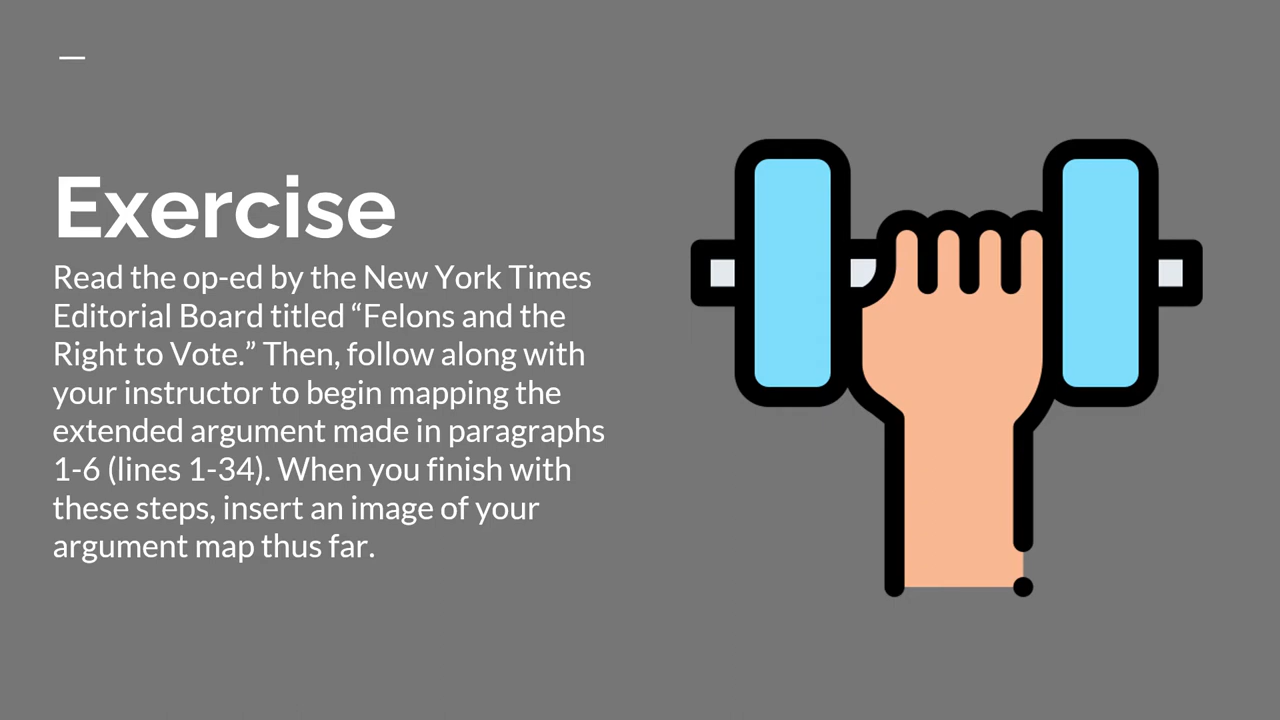 Exercise
Read the op-ed by the New York Times
Editorial Board titled “Felons and the
Right to Vote.” Then, follow along with
your instructor to begin mapping the
extended argument made in paragraphs
1-6 (lines 1-34). When you finish with
these steps, insert an image of your
argument map thus far.